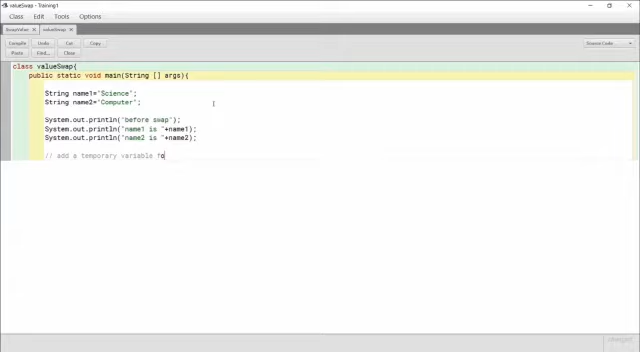 valueSwap - Training1
Class Edit Tools Options
SwapValue X valueSwap X
Compile Undo Cut Copy
Paste Find... Close
Source Code
class valueSwap{
public static void main(String [] args){
String name1="Science";
String name2="Computer";
System.out.println("before swap");
System.out.println("name1 is "+name1);
System.out.println("name2 is "+name2);
// add a temporary variable fo